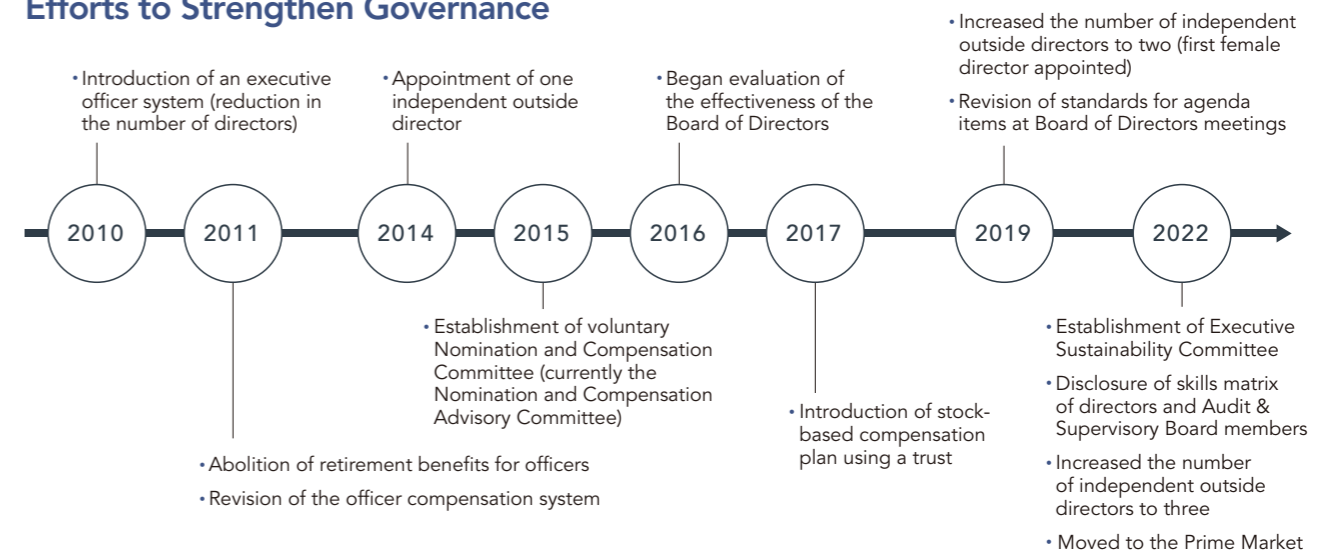 Efforts to Strengthen Governance
• Introduction of an executive
officer system (reduction in
the number of directors)
• Appointment of one
independent outside
director
• Began evaluation of
the effectiveness of the
Board of Directors
• Increased the number of independent
outside directors to two (first female
director appointed)
• Revision of standards for agenda
items at Board of Directors meetings
2010
2011
2014
2015
2016
2017
2019
2022
• Abolition of retirement benefits for officers
• Revision of the officer compensation system
• Establishment of voluntary
Nomination and Compensation
Committee (currently the
Nomination and Compensation
Advisory Committee)
• Introduction of stock-
based compensation
plan using a trust
• Establishment of Executive
Sustainability Committee
• Disclosure of skills matrix
of directors and Audit &
Supervisory Board members
• Increased the number
of independent outside
directors to three
• Moved to the Prime Market